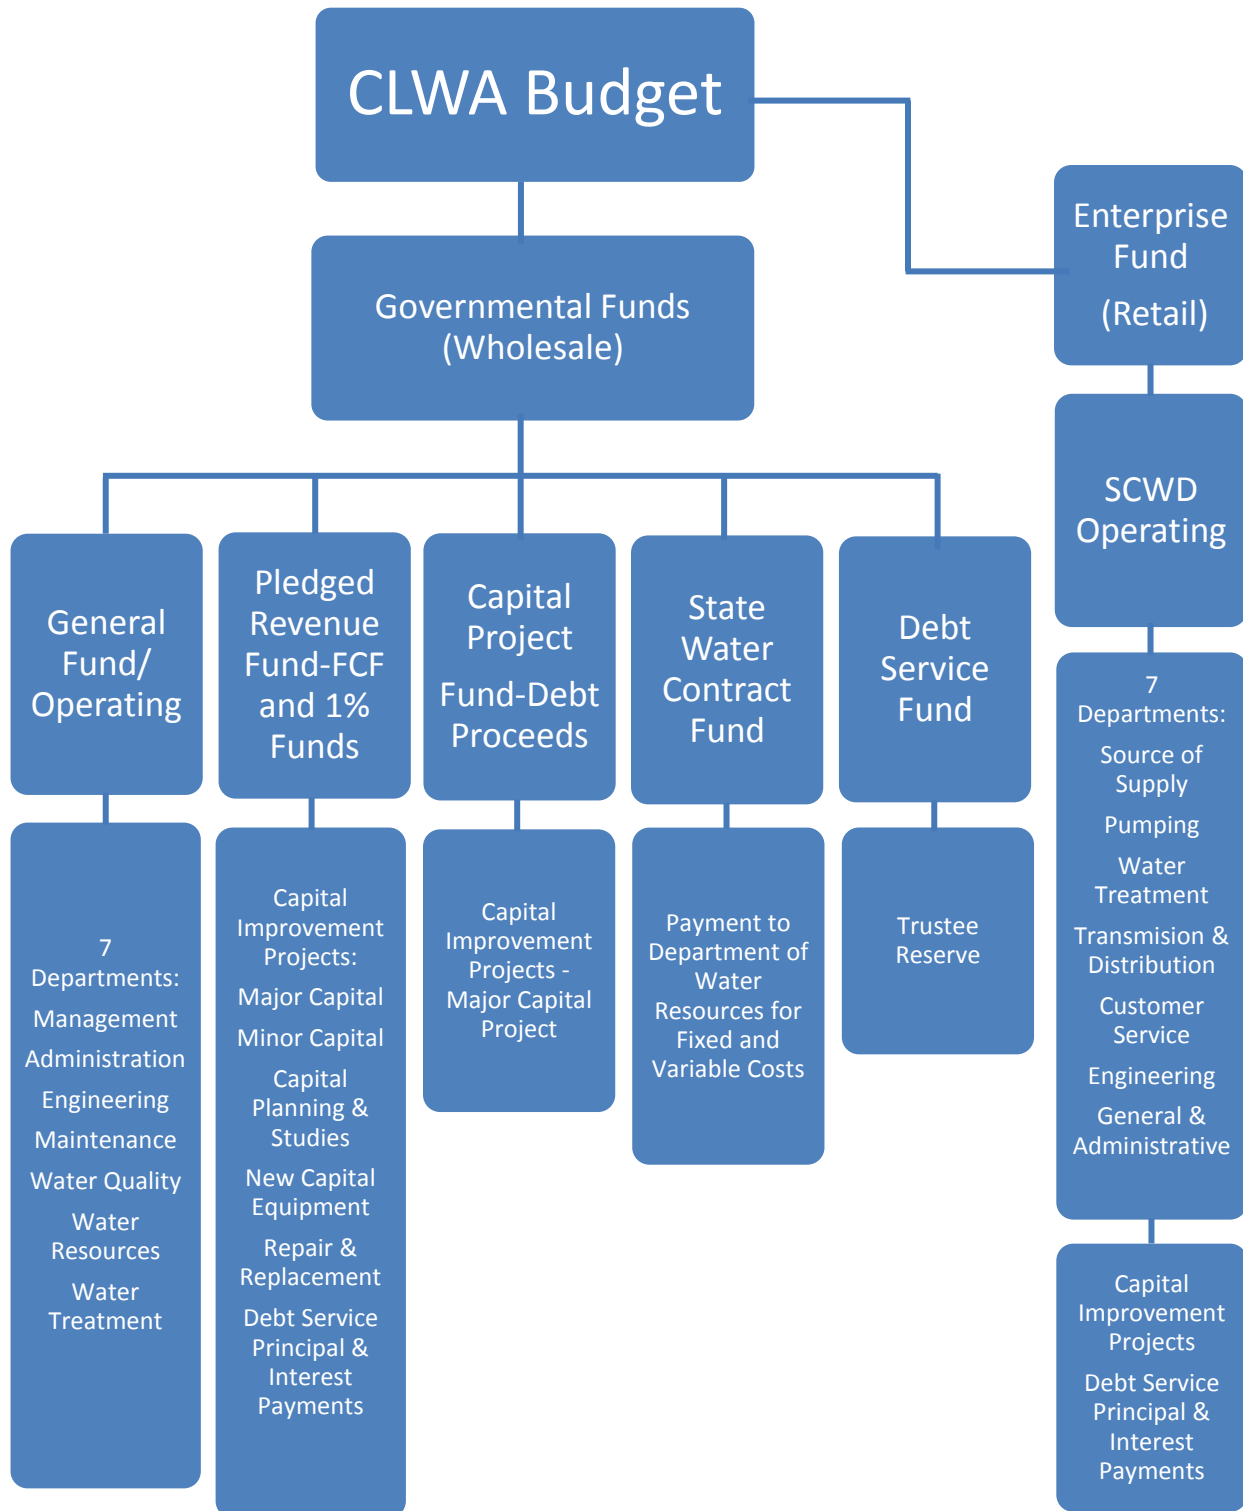 CLWA Budget
Governmental Funds
(Wholesale)
Enterprise
Fund
(Retail)
SCWD
Operating
General
Fund/
Operating
Pledged
Revenue
Fund-FCF
and 1%
Funds
Capital
Project
Fund-Debt
Proceeds
State
Water
Contract
Fund
Debt
Service
Fund
7
Departments:
Management
Administration
Engineering
Maintenance
Water Quality
Water
Resources
Water
Treatment
Capital
Improvement
Projects:
Major Capital
Minor Capital
Capital
Planning &
Studies
New Capital
Equipment
Repair &
Replacement
Debt Service
Principal &
Interest
Payments
Capital
Improvement
Projects -
Major Capital
Project
Payment to
Department of
Water
Resources for
Fixed and
Variable Costs
Trustee
Reserve
7
Departments:
Source of
Supply
Pumping
Water
Treatment
Transmision &
Distribution
Customer
Service
Engineering
General &
Administrative
Capital
Improvement
Projects
Debt Service
Principal &
Interest
Payments